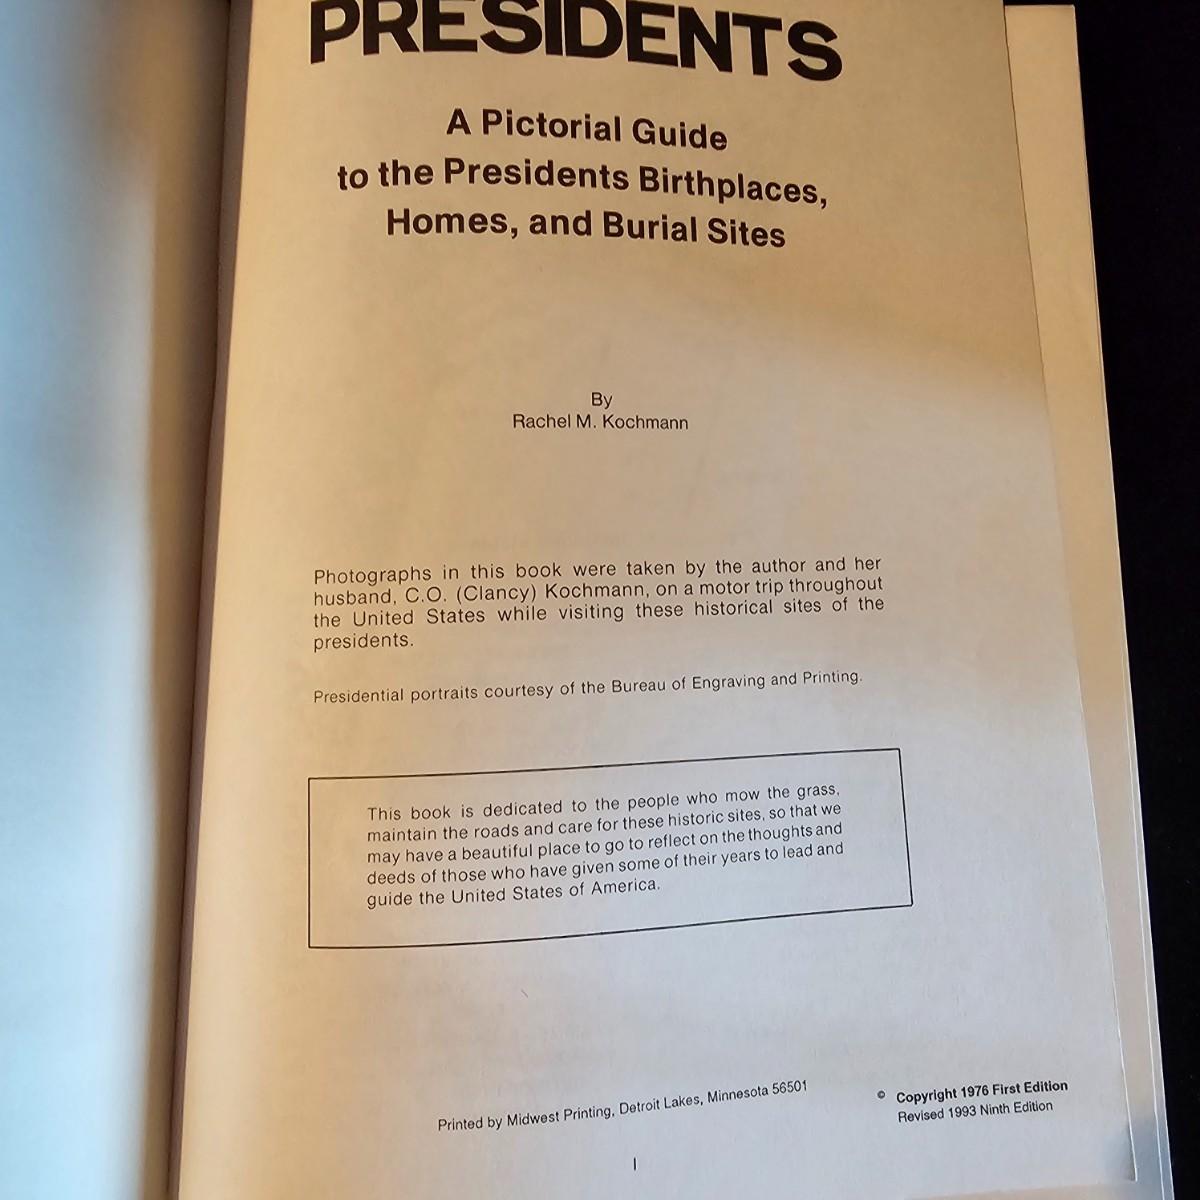 PRESIDENTS
A Pictorial Guide
to the Presidents Birthplaces,
Homes, and Burial Sites
By
Rachel M. Kochmann
Photographs in this book were taken by the author and her
husband, C.O. (Clancy) Kochmann, on a motor trip throughout
the United States while visiting these historical sites of the
presidents.
Presidential portraits courtesy of the Bureau of Engraving and Printing.
This book is dedicated to the people who mow the grass,
maintain the roads and care for these historic sites, so that we
may have a beautiful place to go to reflect on the thoughts and
deeds of those who have given some of their years to lead and
guide the United States of America.
Printed by Midwest Printing, Detroit Lakes, Minnesota 56501
© Copyright 1976 First Edition
Revised 1993 Ninth Edition
I